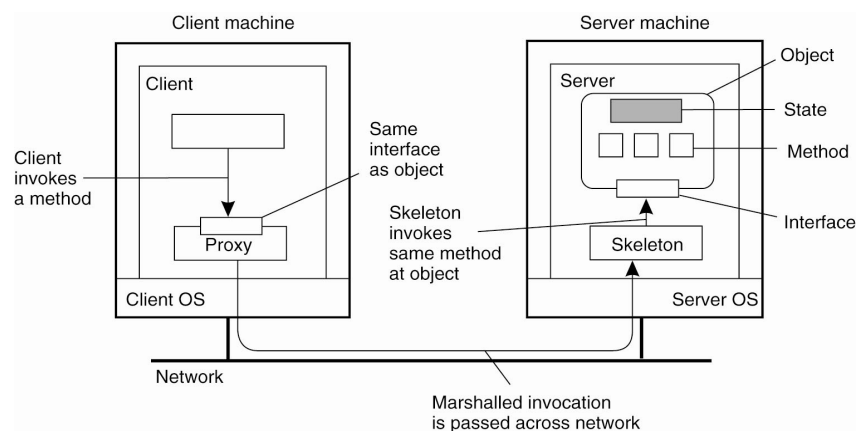 Client machine
Server machine
Object
Client
Server
State
Same
interface
as object
Client
invokes
a method
Method
Skeleton
invokes
same method
at object
Interface
Proxy
Skeleton
Client OS
Server OS
Network
Marshalled invocation
is passed across network